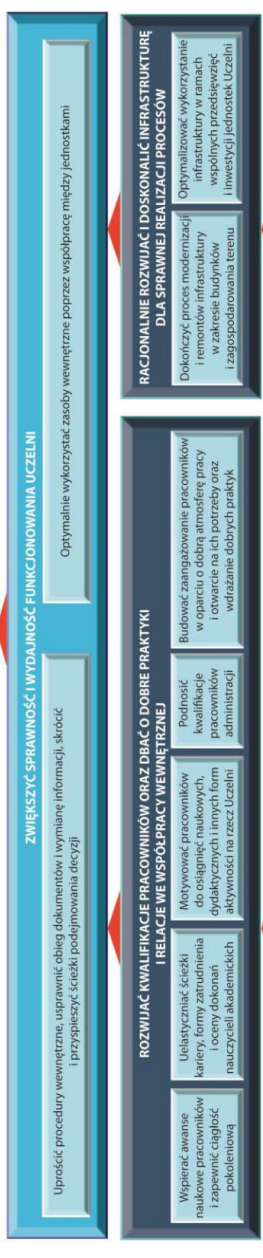 ZWIĘKSZYĆ SPRAWNOŚĆ I WYDAJNOŚĆ FUNKCJONOWANIA UCZELNI
Uprościć procedury wewnętrzne, usprawnić obieg dokumentów i wymianę informacji, skrócić
i przyspieszyć ścieżki podejmowania decyzji
Optymalnie wykorzystać zasoby wewnętrzne poprzez współpracę między jednostkami
ROZWIJAĆ KWALIFIKACJE PRACOWNIKÓW ORAZ DBAĆ O DOBRE PRAKTYKI
I RELACJE WE WSPÓŁPRACY WEWNĘTRZNEJ
Wspierać awanse
naukowe pracowników
i zapewnić ciągłość
pokoleniową
Uelastyczniać ścieżki
kariery, formy zatrudnienia
i oceny dokonań
nauczycieli akademickich
Motywować pracowników
do osiągnięć naukowych,
dydaktycznych i innych form
aktywności na rzecz Uczelni
Podnosić
kwalifikacje
pracowników
administracji
Budować zaangażowanie pracowników
w oparciu o dobrą atmosferę pracy
i otwarcie na ich potrzeby oraz
wdrażanie dobrych praktyk
RACJONALNIE ROZWIJAĆ I DOSKONALIĆ INFRASTRUKTURĘ
DLA SPRAWNEJ REALIZACJI PROCESÓW
Dokończyć proces modernizacji
i remontów infrastruktury
w zakresie budynków
i zagospodarowania terenu
Optymalizować wykorzystanie
infrastruktury w ramach
wspólnych przedsięwzięć
i inwestycji jednostek Uczelni